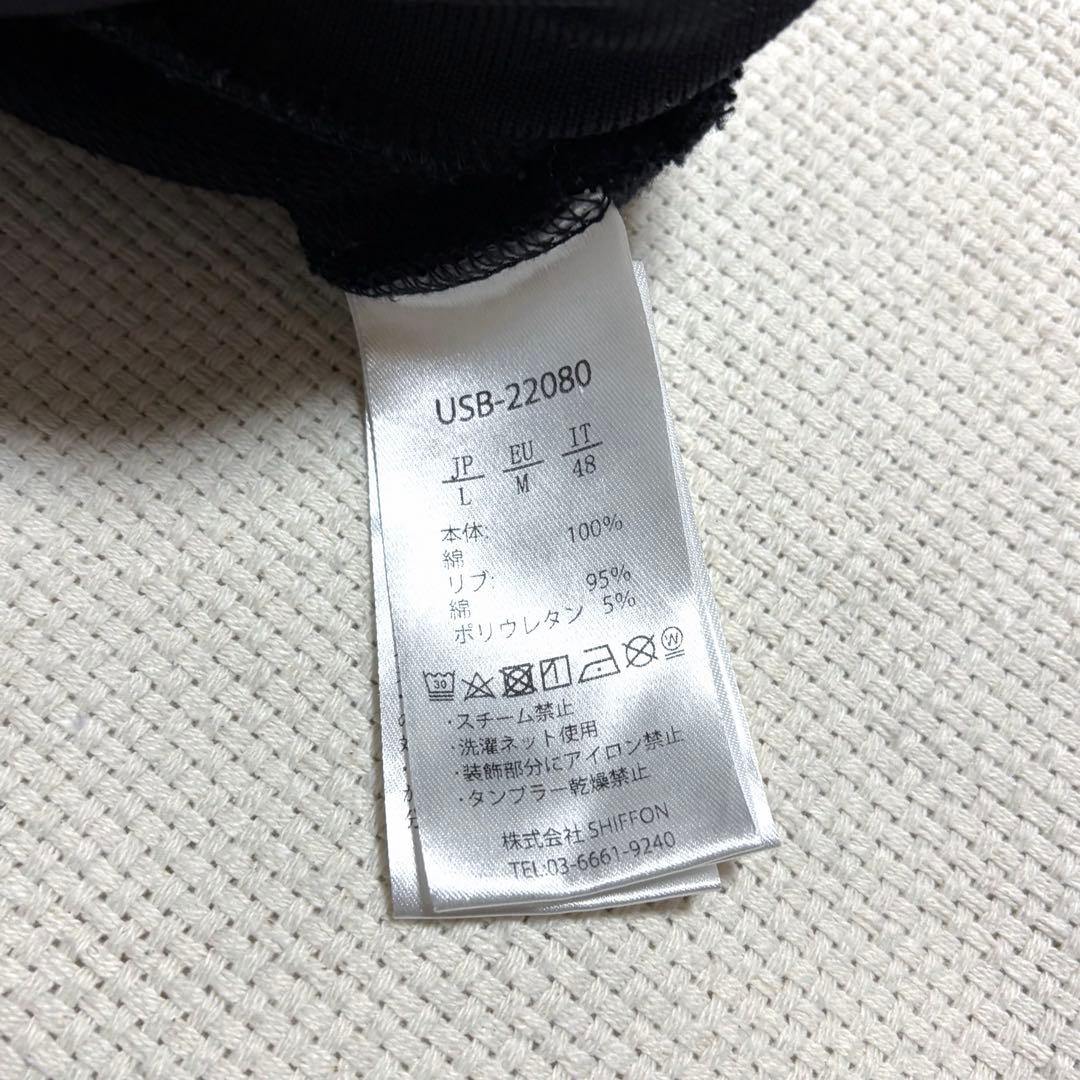 USB-22080
JP EU IT
L M 48
本体:
綿 100%
リブ:
綿 95%
ポリウレタン 5%
30 W
・スチーム禁止
・洗濯ネット使用
・装飾部分にアイロン禁止
・タンブラー乾燥禁止
株式会社 SHIFFON
TEL:03-6661-9240